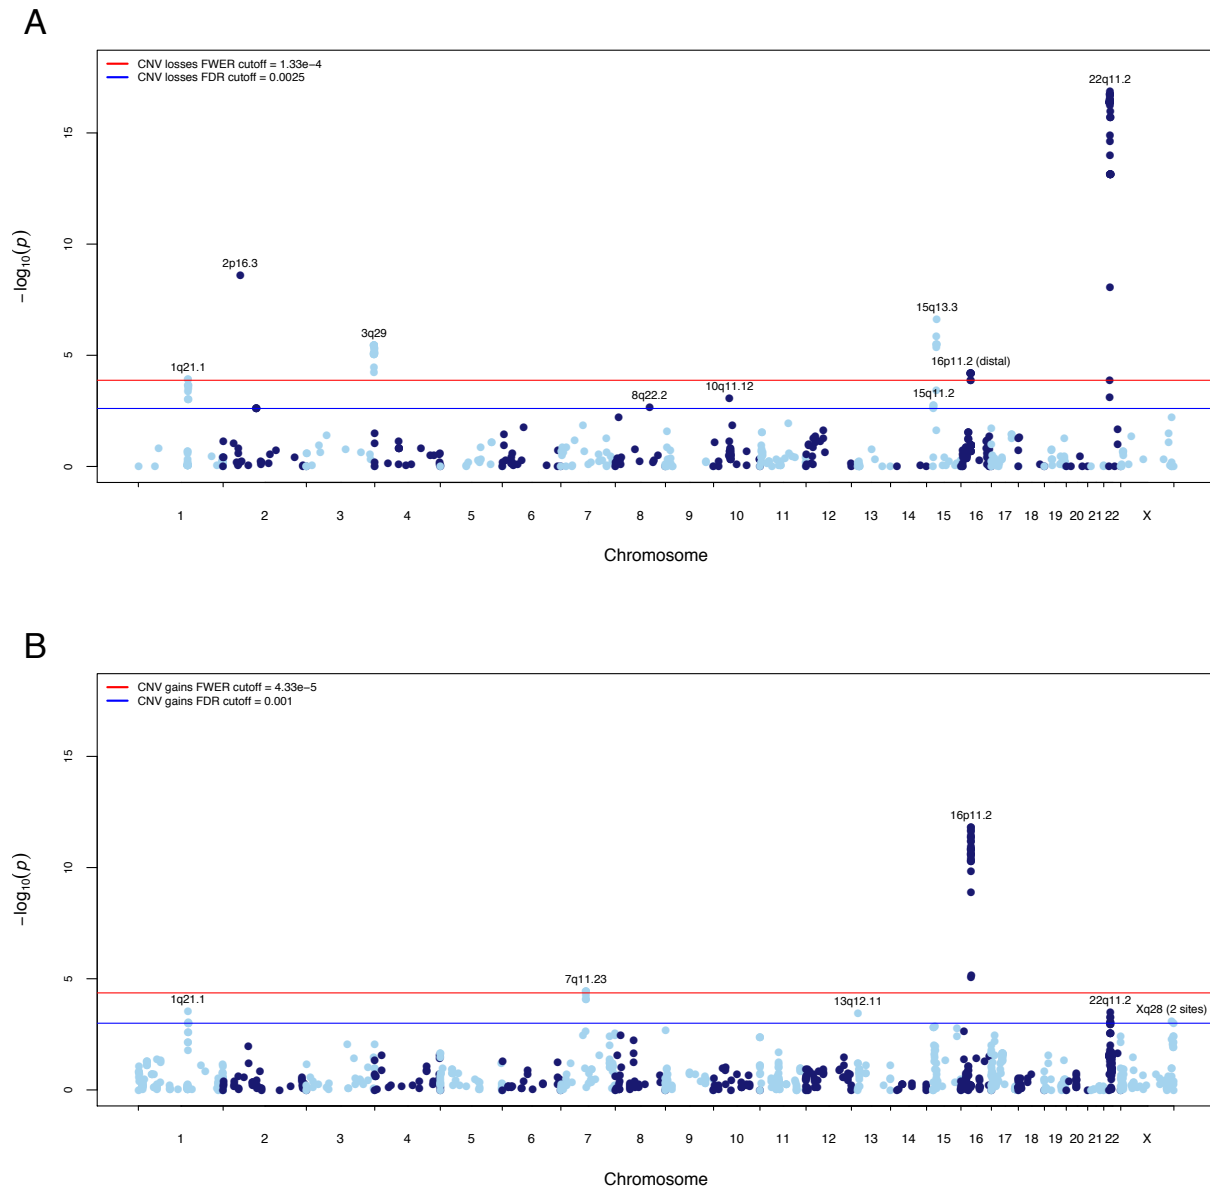 A
CNV losses FWER cutoff = 1.33e−4
CNV losses FDR cutoff = 0.0025
22q11.2
15
10
5
0
−log10(p)
2p16.3
15q13.3
3q29
1q21.1
16p11.2 (distal)
10q11.12
8q22.2
15q11.2
1 2 3 4 5 6 7 8 9 10 11 12 13 14 15 16 17 18 19 20 21 22 X
Chromosome
B
CNV gains FWER cutoff = 4.33e−5
CNV gains FDR cutoff = 0.001
15
10
5
0
−log10(p)
16p11.2
7q11.23
1q21.1
13q12.11
22q11.2
Xq28 (2 sites)
1 2 3 4 5 6 7 8 9 10 11 12 13 14 15 16 17 18 19 20 21 22 X
Chromosome